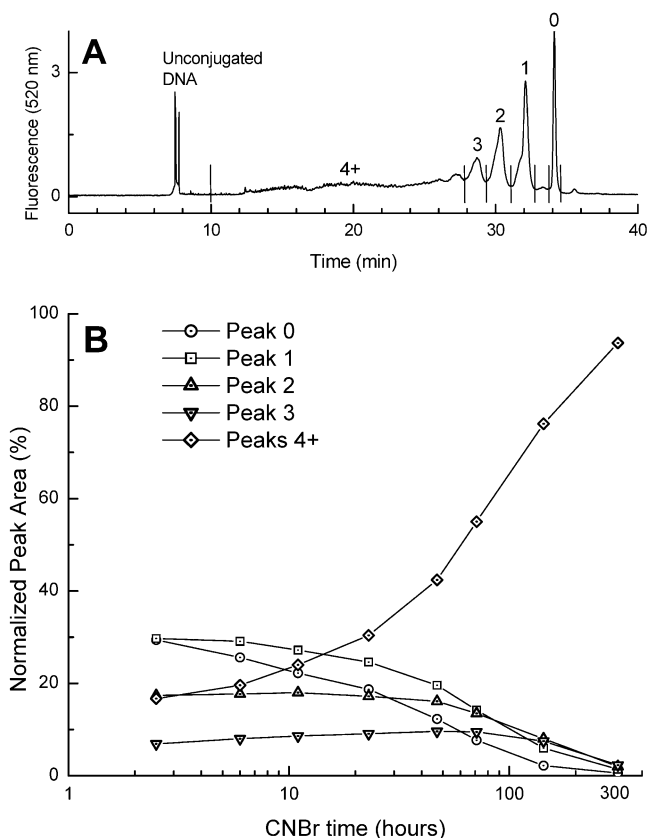 A
Unconjugated
DNA
Fluorescence (520 nm)
3
0
4+
3
2
1
0
0
10
20
30
40
Time (min)
B
Peak 0
Peak 1
Peak 2
Peak 3
Peaks 4+
Normalized Peak Area (%)
100
80
60
40
20
0
1
10
100
300
CNBr time (hours)